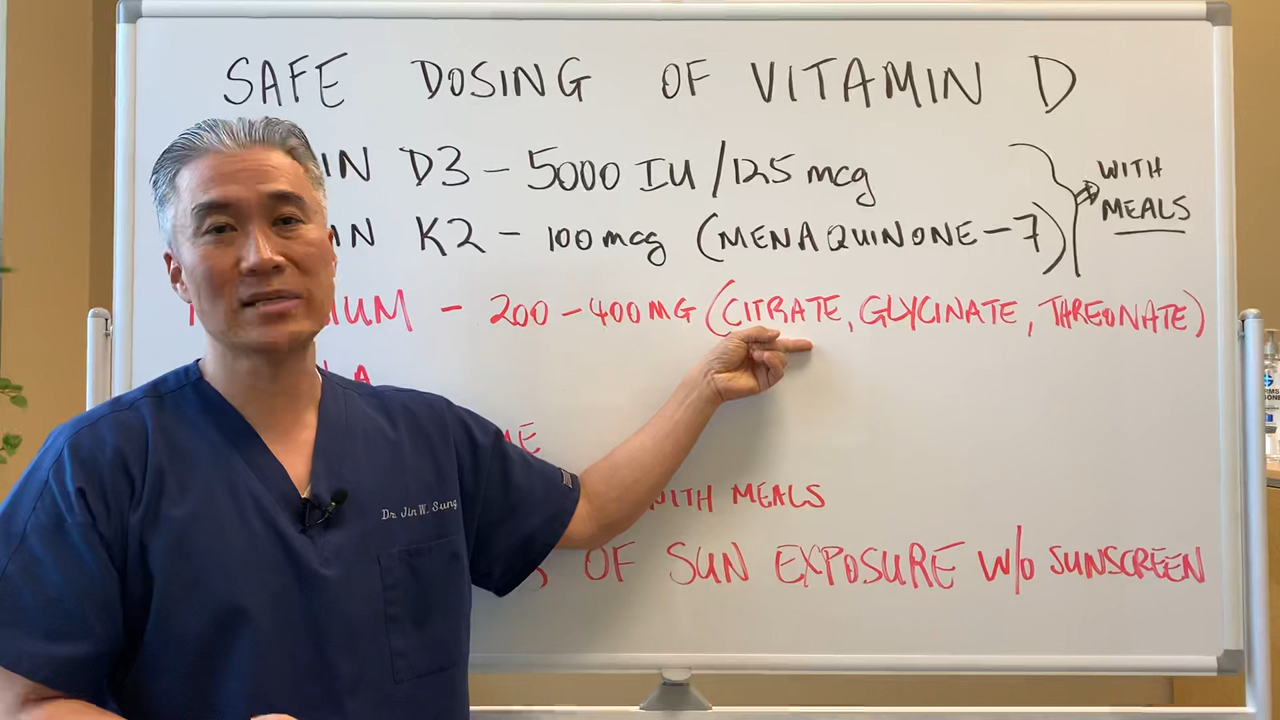 SAFE DOSING OF VITAMIN D
IN D3 - 5000 IU / 125 mcg
IN K2 - 100 mcg (MENAQUINONE-7)
WITH
MEALS
IUM - 200 - 400 MG (CITRATE, GLYCINATE, THREONATE)
WITH MEALS
OF SUN EXPOSURE w/o SUNSCREEN
Dr. Jin W. Sung